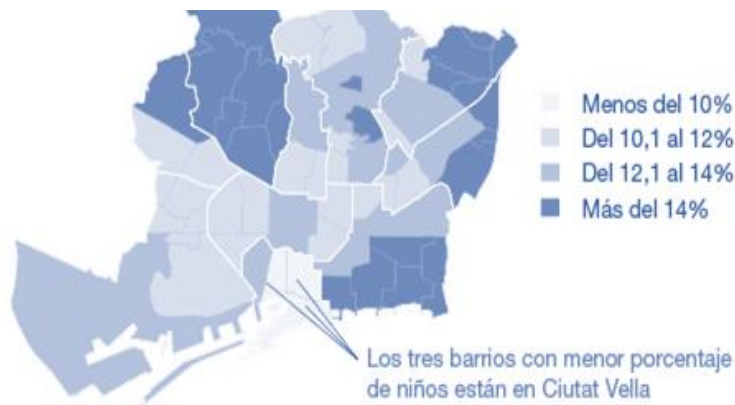 Menos del 10%
Del 10,1 al 12%
Del 12,1 al 14%
Más del 14%
Los tres barrios con menor porcentaje
de niños están en Ciutat Vella